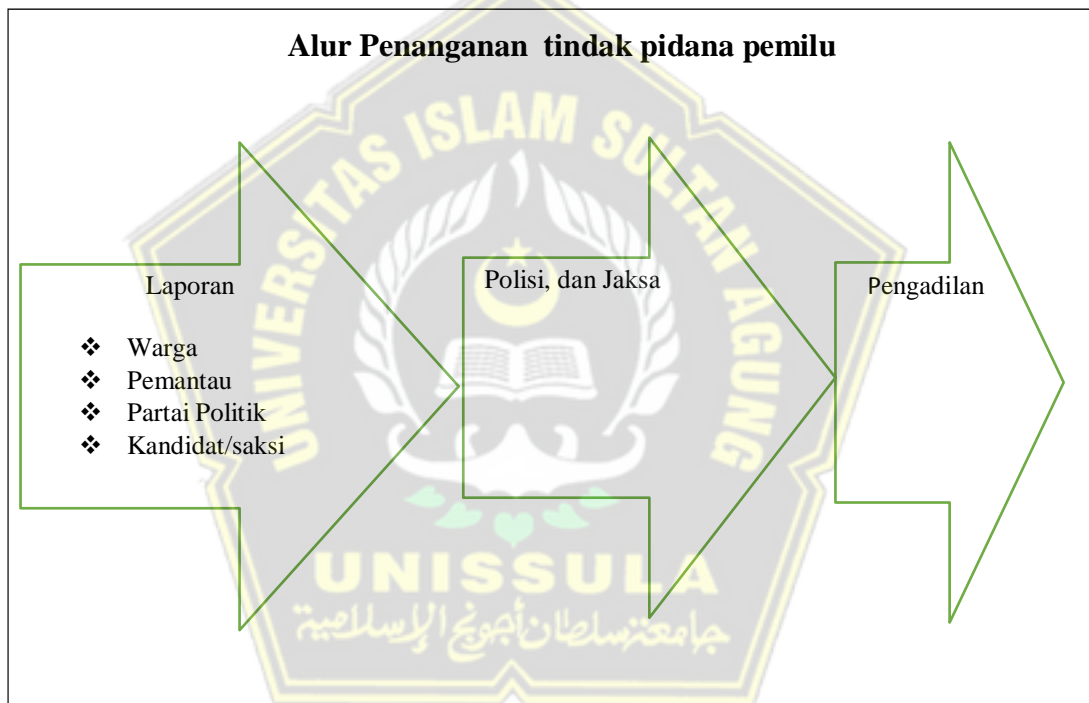 Alur Penanganan tindak pidana pemilu
Laporan
❖ Warga
❖ Pemantau
❖ Partai Politik
❖ Kandidat/saksi
Polisi, dan Jaksa
Pengadilan
UNIVERSITAS ISLAM SULTAN AGUNG
UNISSULA
جامعة سلطان أجونج الإسلامية